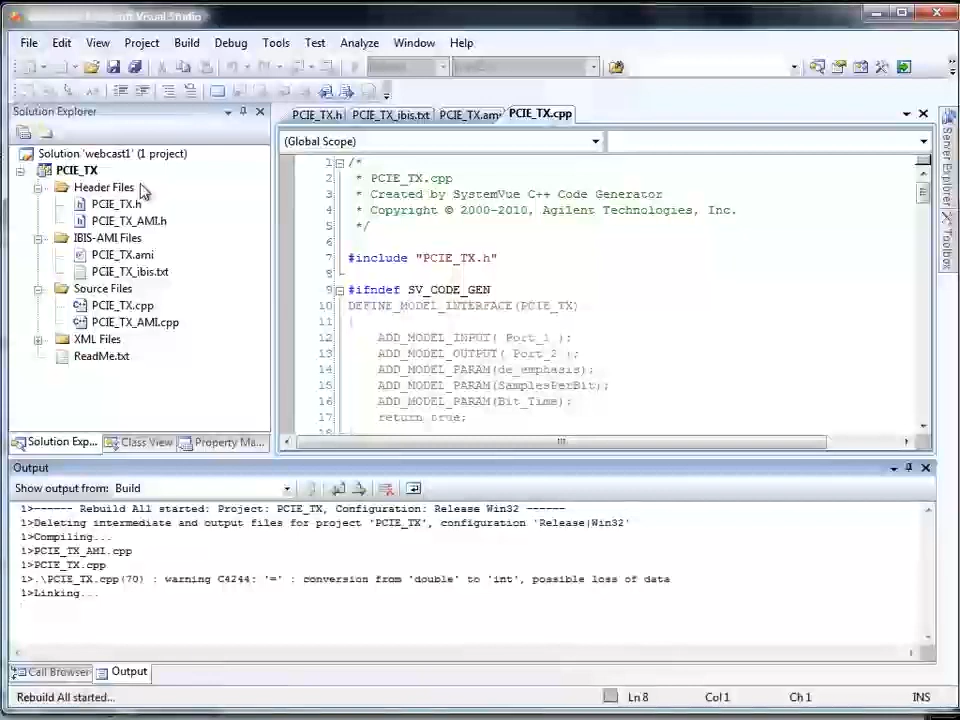 Microsoft Visual Studio
File Edit View Project Build Debug Tools Test Analyze Window Help
Solution Explorer
PCIE_TX.h PCIE_TX_ibis.txt PCIE_TX.ami PCIE_TX.cpp
(Global Scope)
Solution 'webcast1' (1 project)
PCIE_TX
Header Files
PCIE_TX.h
PCIE_TX_AMI.h
IBIS-AMI Files
PCIE_TX.ami
PCIE_TX_ibis.txt
Source Files
PCIE_TX.cpp
PCIE_TX_AMI.cpp
XML Files
ReadMe.txt
Solution Exp... Class View Property Ma...
1 /*
2 * PCIE_TX.cpp
3 * Created by SystemVue C++ Code Generator
4 * Copyright © 2000-2010, Agilent Technologies, Inc.
5 */
6
7 #include "PCIE_TX.h"
8
9 #ifndef SV_CODE_GEN
10 DEFINE_MODEL_INTERFACE(PCIE_TX)
11 {
12 ADD_MODEL_INPUT( Port_1 );
13 ADD_MODEL_OUTPUT( Port_2 );
14 ADD_MODEL_PARAM(de_emphasis);
15 ADD_MODEL_PARAM(SamplesPerBit);
16 ADD_MODEL_PARAM(Bit_Time);
17 return true;
Server Explorer
Toolbox
Output
Show output from: Build
1>------ Rebuild All started: Project: PCIE_TX, Configuration: Release Win32 ------
1>Deleting intermediate and output files for project 'PCIE_TX', configuration 'Release|Win32'
1>Compiling...
1>PCIE_TX_AMI.cpp
1>PCIE_TX.cpp
1>.\PCIE_TX.cpp(70) : warning C4244: '=' : conversion from 'double' to 'int', possible loss of data
1>Linking...
Call Browser Output
Rebuild All started... Ln 8 Col 1 Ch 1 INS